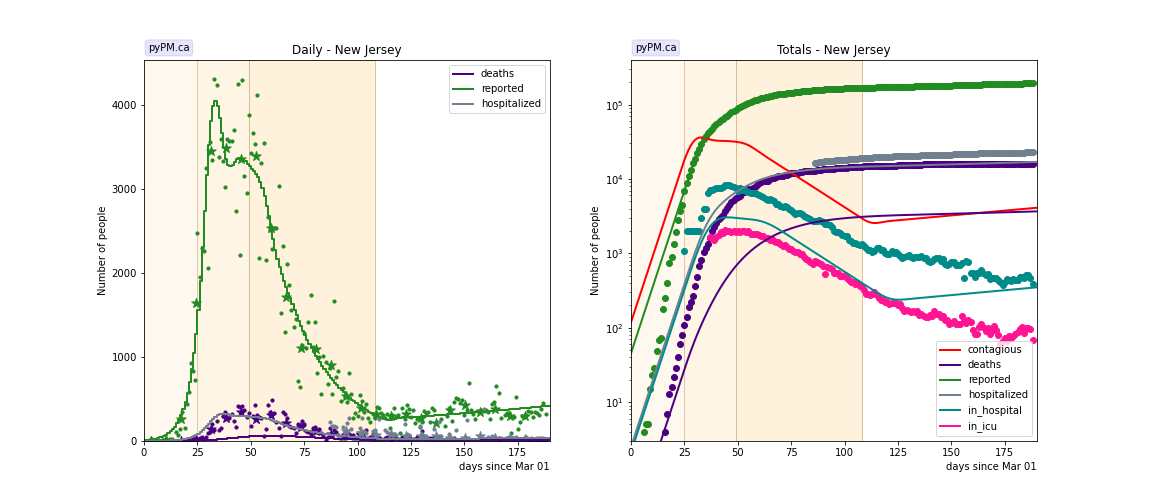 pyPM.ca
Daily - New Jersey
deaths
reported
hospitalized
Number of people
4000
3000
2000
1000
0
0
25
50
75
100
125
150
175
days since Mar 01
pyPM.ca
Totals - New Jersey
Number of people
10^5
10^4
10^3
10^2
10^1
contagious
deaths
reported
hospitalized
in_hospital
in_icu
0
25
50
75
100
125
150
175
days since Mar 01